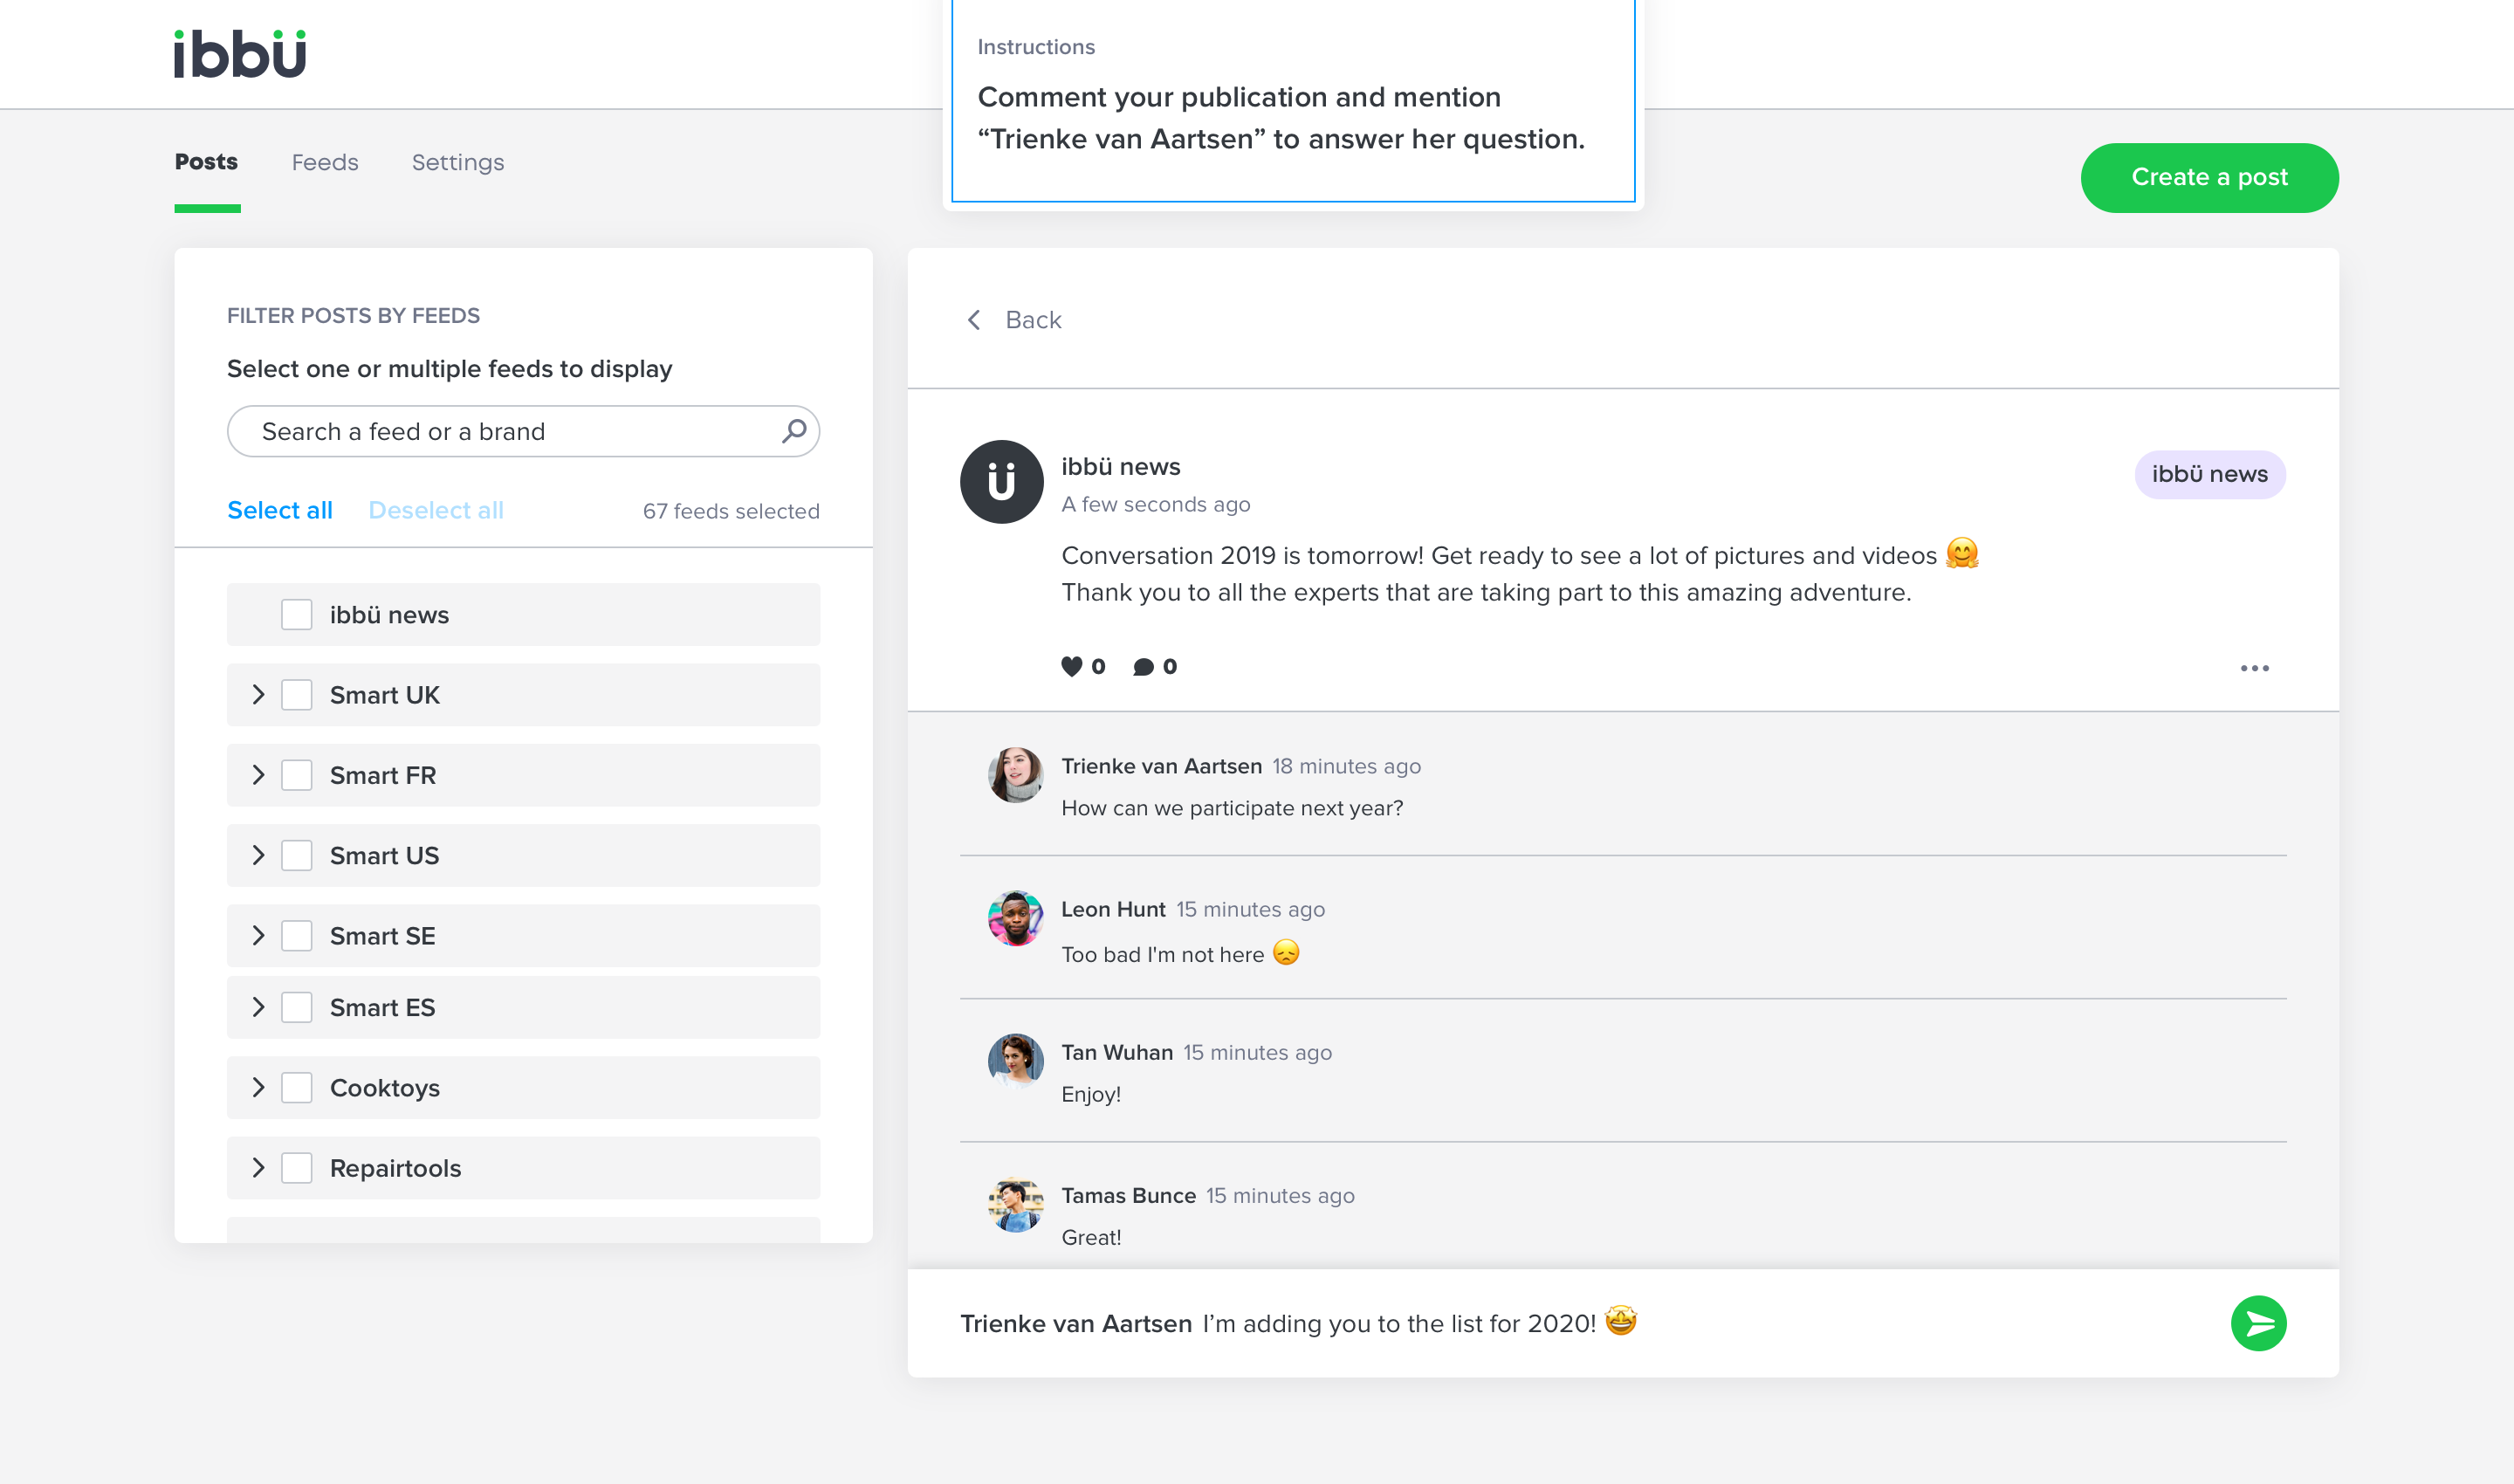 ibbü
Instructions
Comment your publication and mention
“Trienke van Aartsen” to answer her question.
Posts
Feeds
Settings
Create a post
FILTER POSTS BY FEEDS
Select one or multiple feeds to display
Search a feed or a brand
Select all
Deselect all
67 feeds selected
ibbü news
Smart UK
Smart FR
Smart US
Smart SE
Smart ES
Cooktoys
Repairtools
Back
ü
ibbü news
A few seconds ago
ibbü news
Conversation 2019 is tomorrow! Get ready to see a lot of pictures and videos 🤗
Thank you to all the experts that are taking part to this amazing adventure.
0
0
Trienke van Aartsen 18 minutes ago
How can we participate next year?
Leon Hunt 15 minutes ago
Too bad I'm not here 😞
Tan Wuhan 15 minutes ago
Enjoy!
Tamas Bunce 15 minutes ago
Great!
Trienke van Aartsen I’m adding you to the list for 2020! 🤩